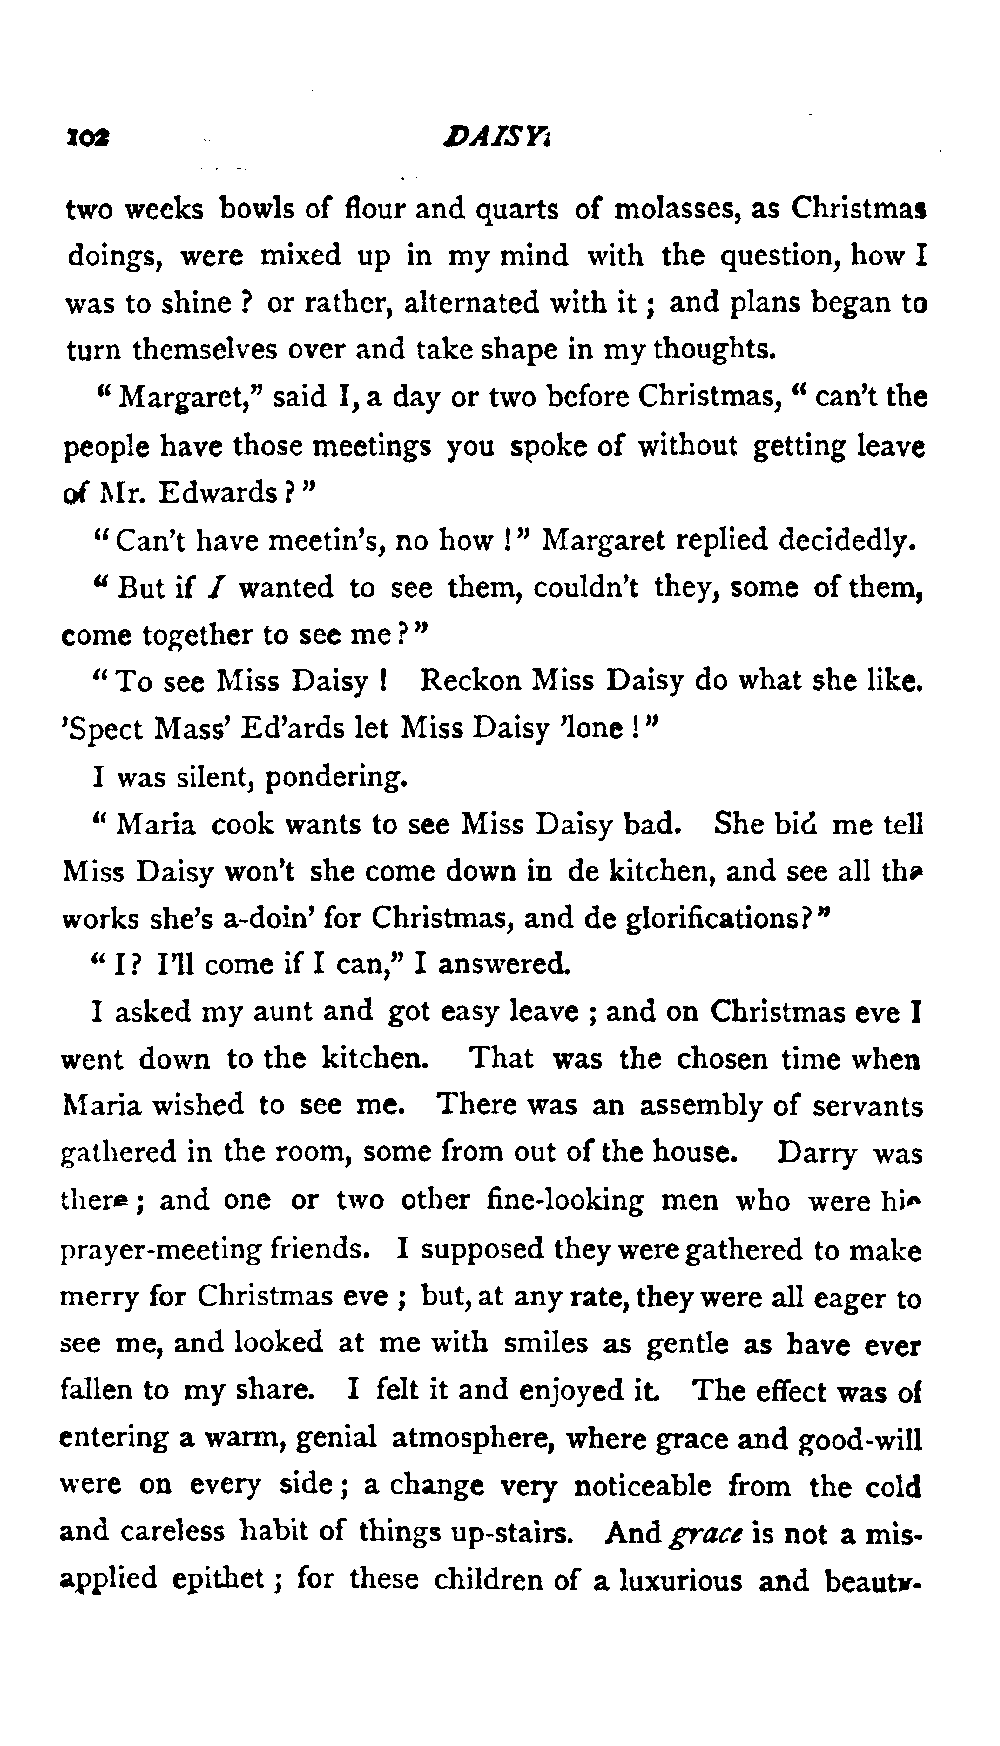 102 DAISY.
two weeks bowls of flour and quarts of molasses, as Christmas
doings, were mixed up in my mind with the question, how I
was to shine ? or rather, alternated with it ; and plans began to
turn themselves over and take shape in my thoughts.
“ Margaret,” said I, a day or two before Christmas, “ can’t the
people have those meetings you spoke of without getting leave
of Mr. Edwards ? ”
“ Can’t have meetin’s, no how ! ” Margaret replied decidedly.
“ But if I wanted to see them, couldn’t they, some of them,
come together to see me ? ”
“ To see Miss Daisy ! Reckon Miss Daisy do what she like.
’Spect Mass’ Ed’ards let Miss Daisy ’lone ! ”
I was silent, pondering.
“ Maria cook wants to see Miss Daisy bad. She bid me tell
Miss Daisy won’t she come down in de kitchen, and see all the
works she’s a-doin’ for Christmas, and de glorifications? ”
“ I ? I’ll come if I can,” I answered.
I asked my aunt and got easy leave ; and on Christmas eve I
went down to the kitchen. That was the chosen time when
Maria wished to see me. There was an assembly of servants
gathered in the room, some from out of the house. Darry was
there ; and one or two other fine-looking men who were his
prayer-meeting friends. I supposed they were gathered to make
merry for Christmas eve ; but, at any rate, they were all eager to
see me, and looked at me with smiles as gentle as have ever
fallen to my share. I felt it and enjoyed it. The effect was of
entering a warm, genial atmosphere, where grace and good-will
were on every side ; a change very noticeable from the cold
and careless habit of things up-stairs. And grace is not a mis-
applied epithet ; for these children of a luxurious and beauty-